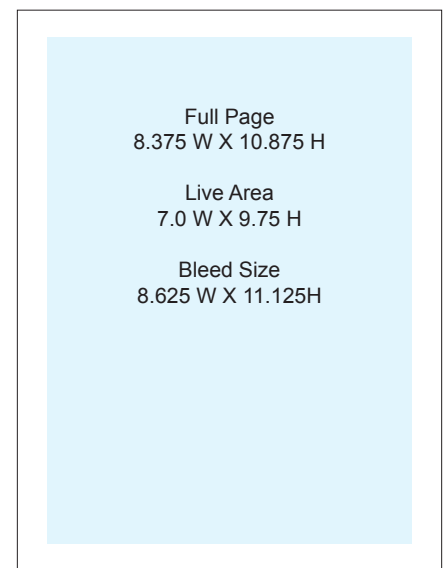 Full Page
8.375 W X 10.875 H
Live Area
7.0 W X 9.75 H
Bleed Size
8.625 W X 11.125H